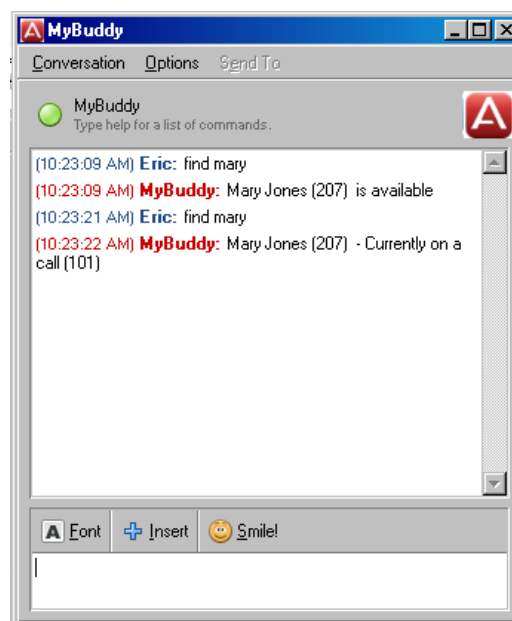 MyBuddy
Conversation Options Send To
MyBuddy
Type help for a list of commands.
(10:23:09 AM) Eric: find mary
(10:23:09 AM) MyBuddy: Mary Jones (207) is available
(10:23:21 AM) Eric: find mary
(10:23:22 AM) MyBuddy: Mary Jones (207) - Currently on a
call (101)
A Font Insert Smile!